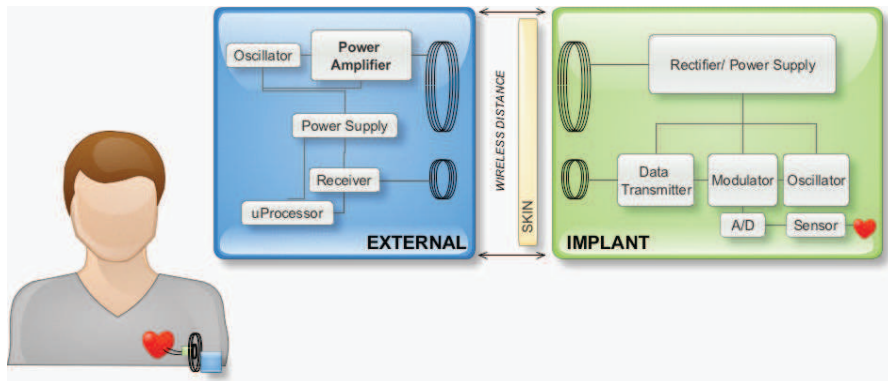 Oscillator
Power
Amplifier
Power Supply
Receiver
uProcessor
EXTERNAL
WIRELESS DISTANCE
SKIN
Rectifier/ Power Supply
Data
Transmitter
Modulator
Oscillator
A/D
Sensor
IMPLANT